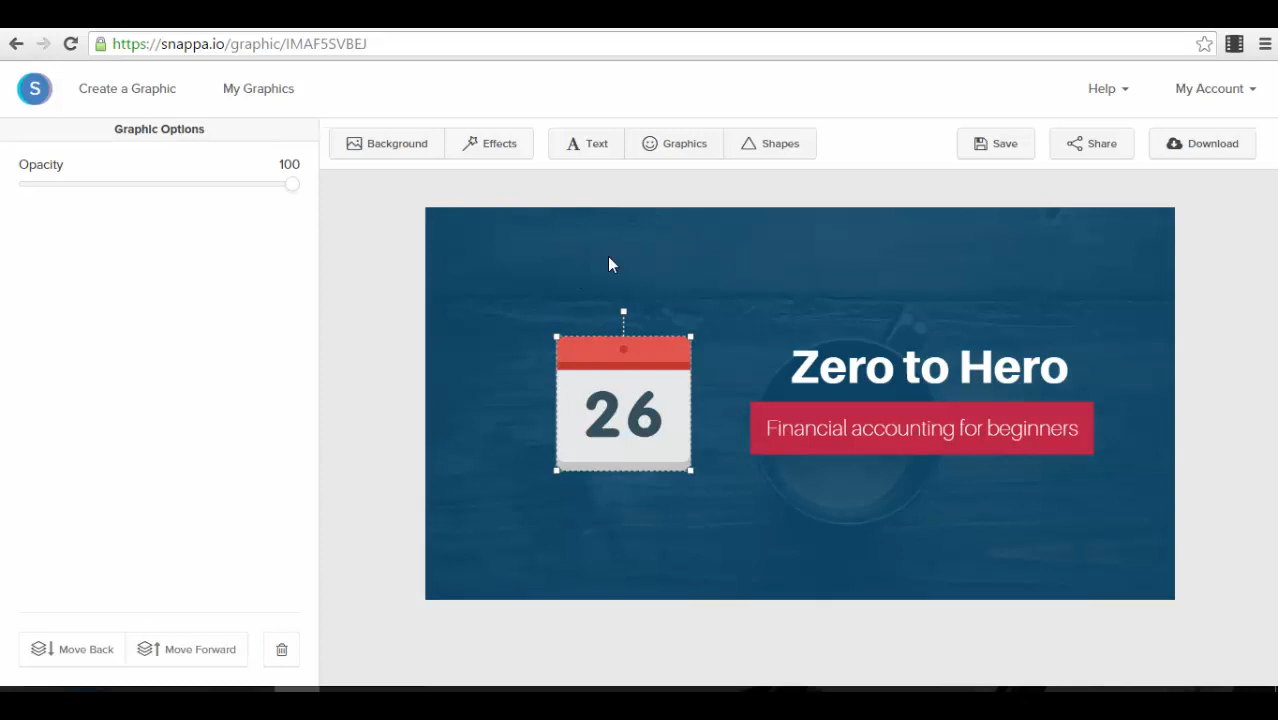 https://snappa.io/graphic/IMAF5SVBEJ
S Create a Graphic My Graphics Help My Account
Graphic Options
Background Effects Text Graphics Shapes Save Share Download
Opacity 100
26
Zero to Hero
Financial accounting for beginners
Move Back Move Forward